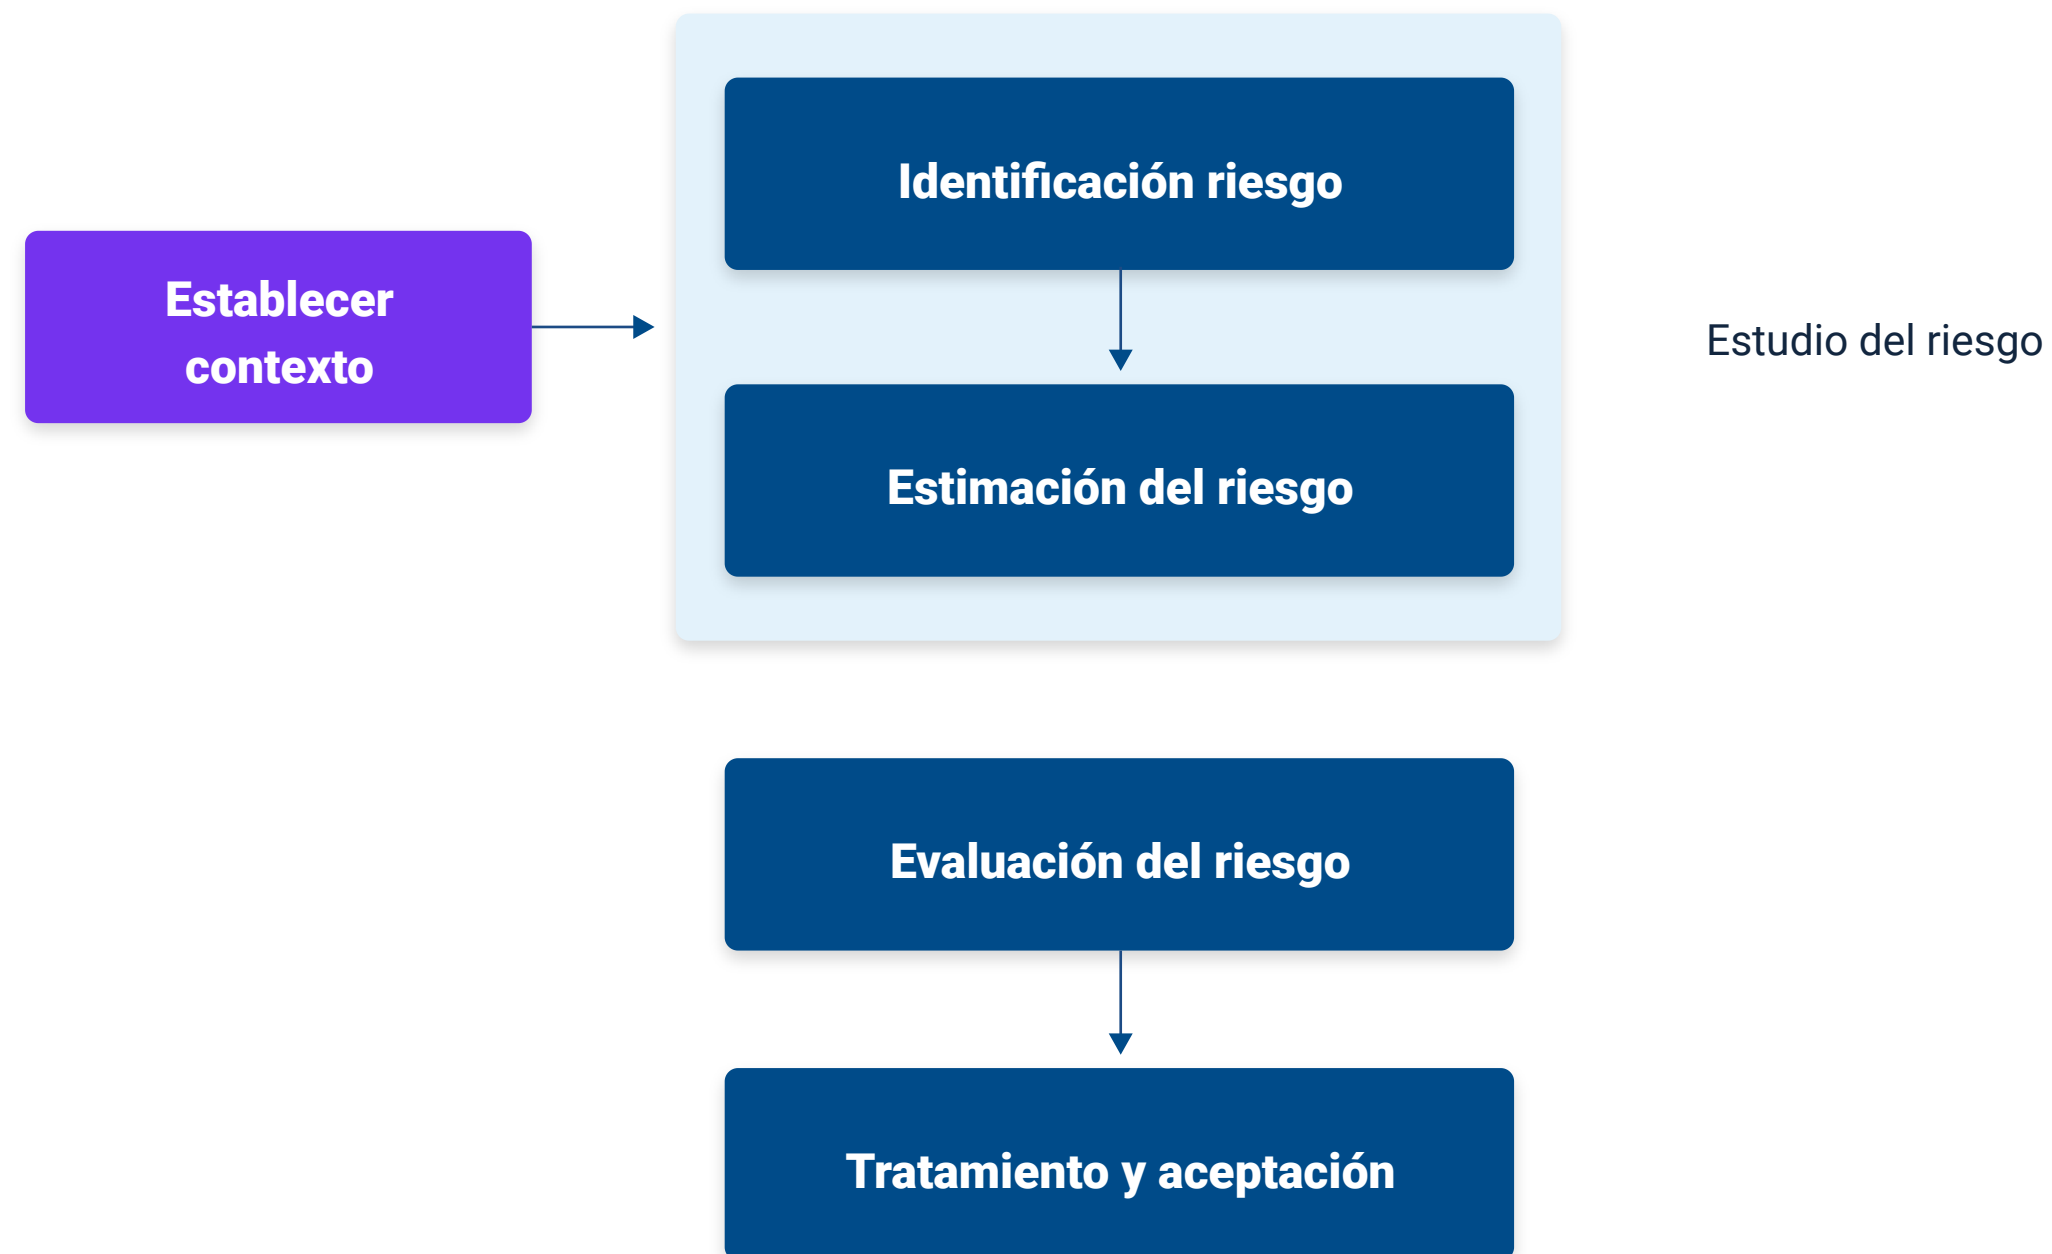 Identificación riesgo
Establecer
contexto
Estudio del riesgo
Estimación del riesgo
Evaluación del riesgo
Tratamiento y aceptación